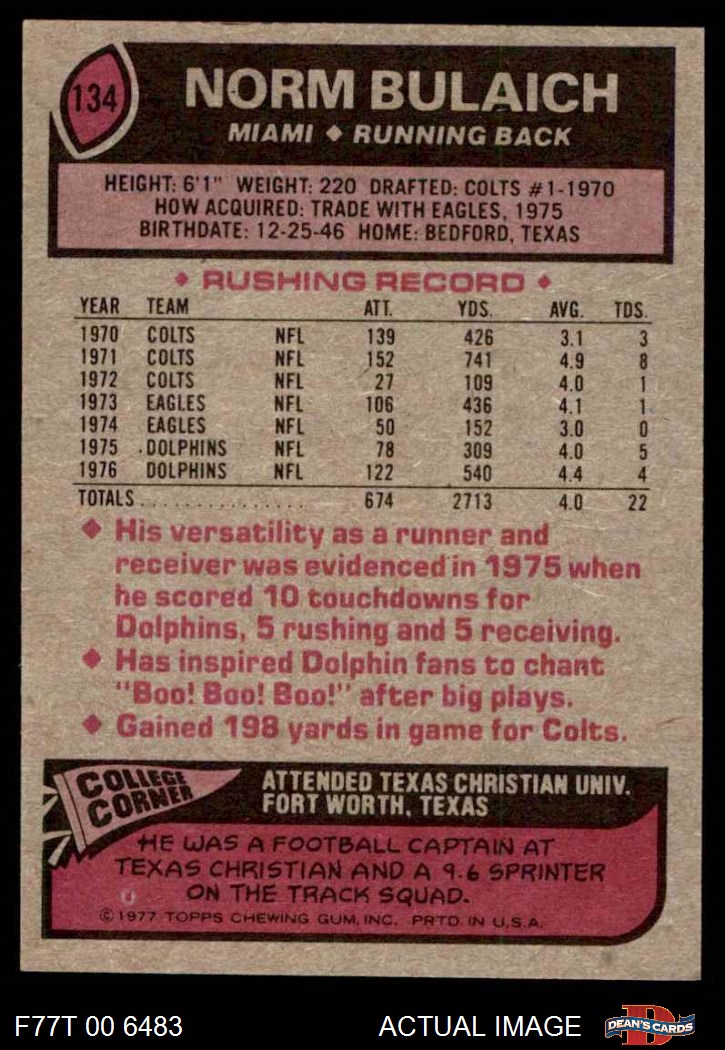 134
NORM BULAICH
MIAMI ♦ RUNNING BACK
HEIGHT: 6'1" WEIGHT: 220 DRAFTED: COLTS #1-1970
HOW ACQUIRED: TRADE WITH EAGLES, 1975
BIRTHDATE: 12-25-46 HOME: BEDFORD, TEXAS
♦ RUSHING RECORD ♦
YEAR TEAM ATT. YDS. AVG. TDS.
1970 COLTS NFL 139 426 3.1 3
1971 COLTS NFL 152 741 4.9 8
1972 COLTS NFL 27 109 4.0 1
1973 EAGLES NFL 106 436 4.1 1
1974 EAGLES NFL 50 152 3.0 0
1975 DOLPHINS NFL 78 309 4.0 5
1976 DOLPHINS NFL 122 540 4.4 4
TOTALS................ 674 2713 4.0 22
♦ His versatility as a runner and
receiver was evidenced in 1975 when
he scored 10 touchdowns for
Dolphins, 5 rushing and 5 receiving.
♦ Has inspired Dolphin fans to chant
"Boo! Boo! Boo!" after big plays.
♦ Gained 198 yards in game for Colts.
COLLEGE
CORNER
ATTENDED TEXAS CHRISTIAN UNIV.
FORT WORTH, TEXAS
HE WAS A FOOTBALL CAPTAIN AT
TEXAS CHRISTIAN AND A 9.6 SPRINTER
ON THE TRACK SQUAD.
©1977 TOPPS CHEWING GUM, INC. PRTD. IN U.S.A.
F77T 00 6483 ACTUAL IMAGE
D
DEAN'S CARDS